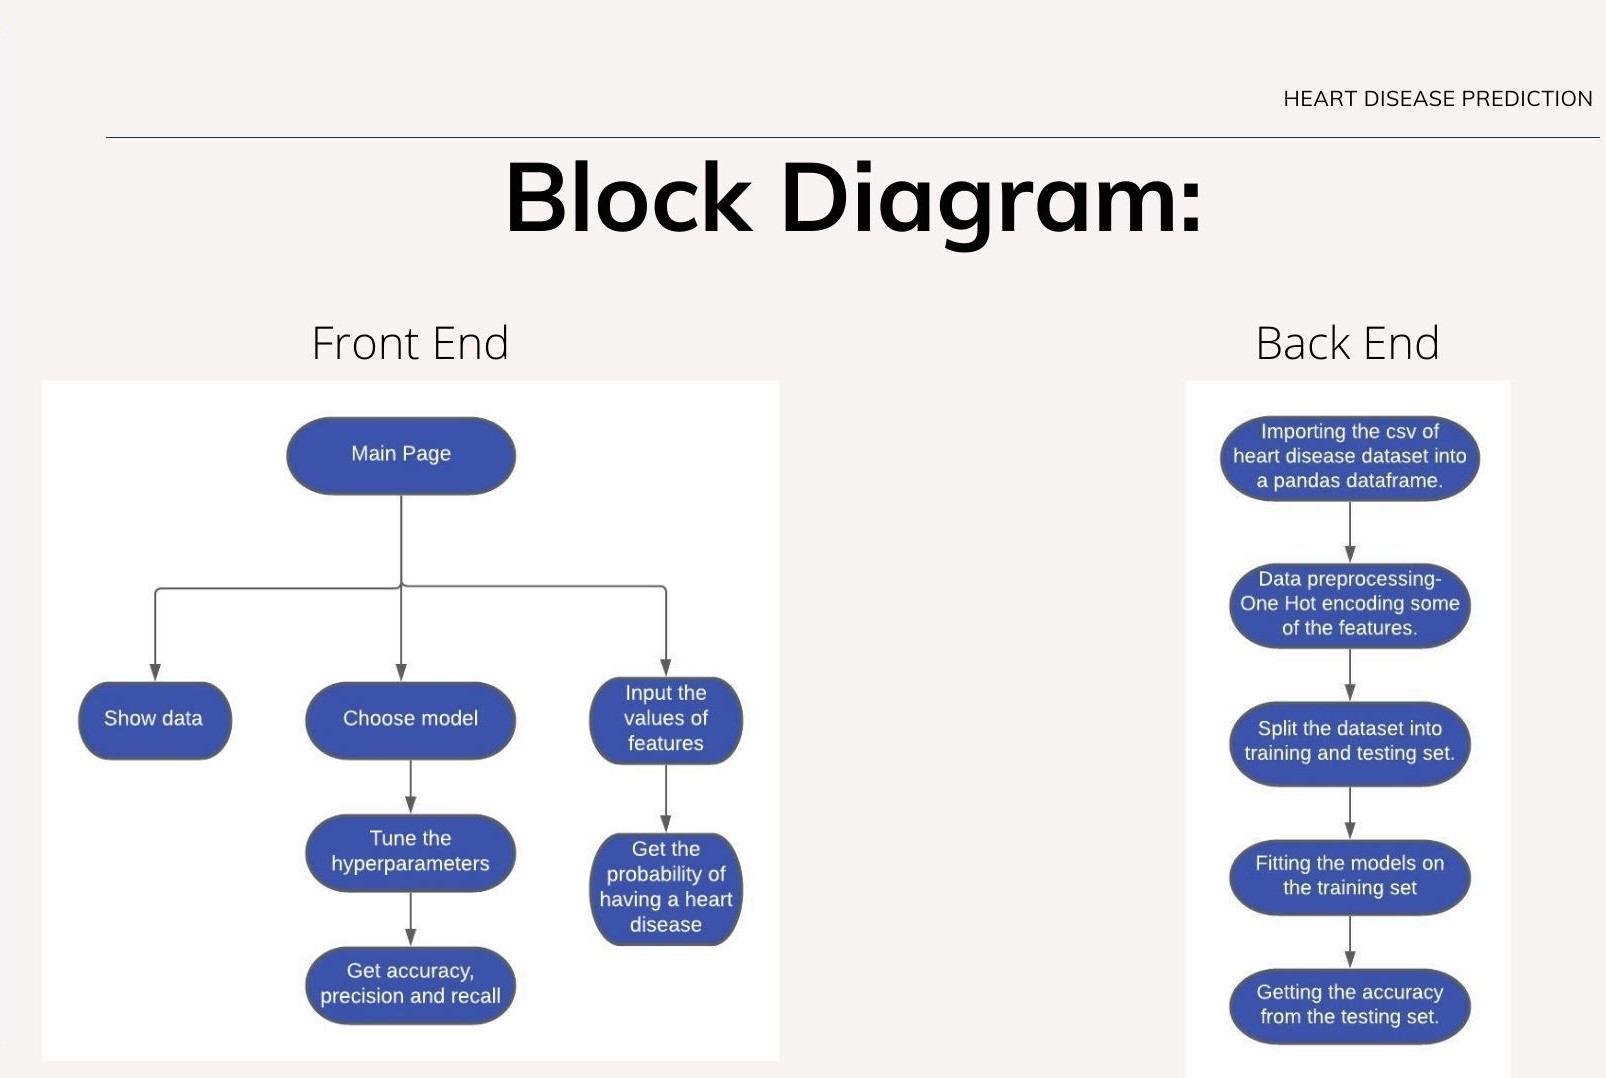 HEART DISEASE PREDICTION
Block Diagram:
Front End
Main Page
Show data
Choose model
Input the
values of
features
Tune the
hyperparameters
Get the
probability of
having a heart
disease
Get accuracy,
precision and recall
Back End
Importing the csv of
heart disease dataset into
a pandas dataframe.
Data preprocessing-
One Hot encoding some
of the features.
Split the dataset into
training and testing set.
Fitting the models on
the training set
Getting the accuracy
from the testing set.